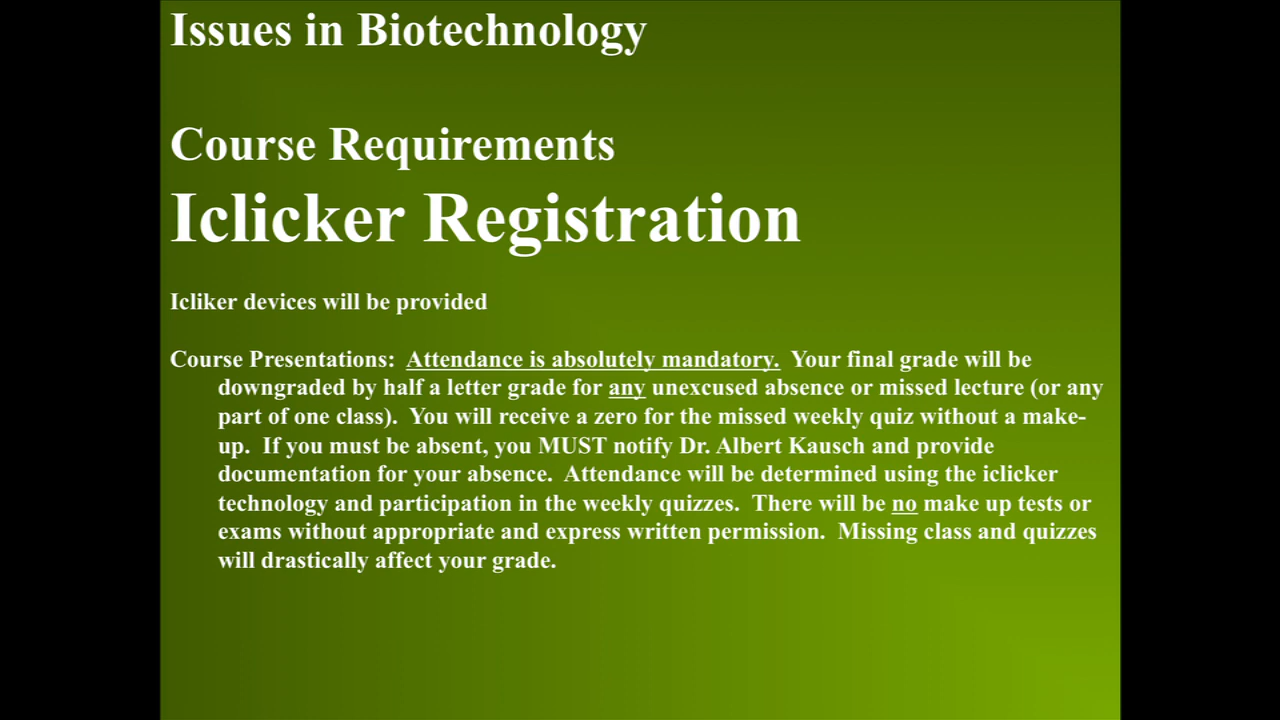 Issues in Biotechnology
Course Requirements
Iclicker Registration
Icliker devices will be provided
Course Presentations:  Attendance is absolutely mandatory.  Your final grade will be
downgraded by half a letter grade for any unexcused absence or missed lecture (or any
part of one class).  You will receive a zero for the missed weekly quiz without a make-
up.  If you must be absent, you MUST notify Dr. Albert Kausch and provide
documentation for your absence.  Attendance will be determined using the iclicker
technology and participation in the weekly quizzes.  There will be no make up tests or
exams without appropriate and express written permission.  Missing class and quizzes
will drastically affect your grade.